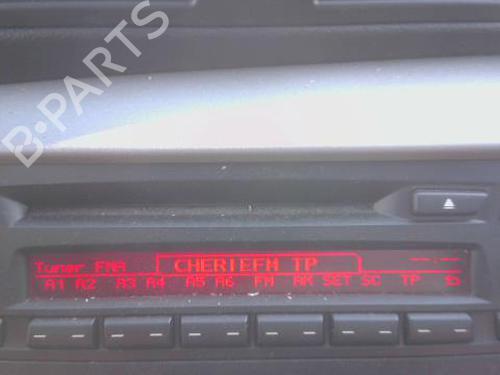 B-PARTS
Tuner FMA CHERIEFM TP --:--
A1 A2 A3 A4 A5 A6 FM AM SET SC TP